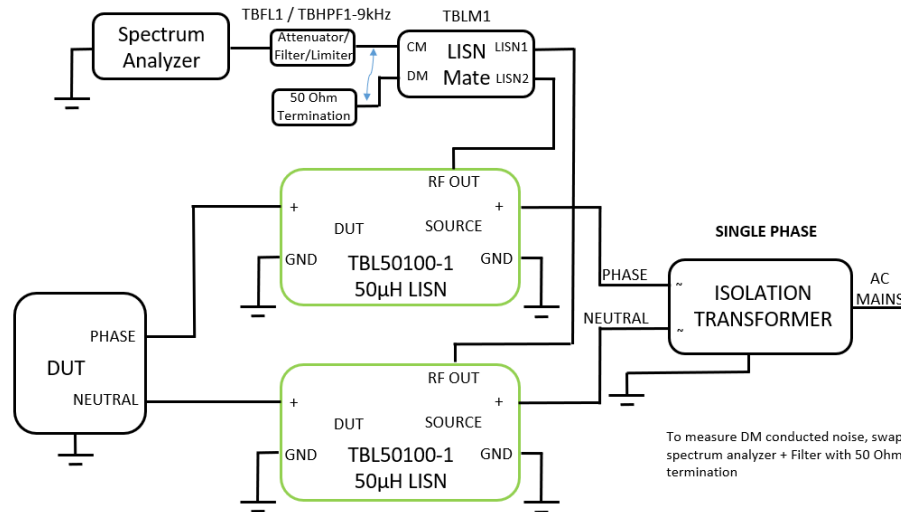 TBFL1 / TBHPF1-9kHz
TBLM1
Spectrum
Analyzer
Attenuator/
Filter/Limiter
CM
DM
LISN
Mate
LISN1
LISN2
50 Ohm
Termination
RF OUT
+
+
DUT
SOURCE
GND
GND
TBL50100-1
50µH LISN
SINGLE PHASE
PHASE
NEUTRAL
~
~
ISOLATION
TRANSFORMER
AC
MAINS
PHASE
DUT
NEUTRAL
RF OUT
+
+
DUT
SOURCE
GND
GND
TBL50100-1
50µH LISN
To measure DM conducted noise, swap
spectrum analyzer + Filter with 50 Ohm
termination